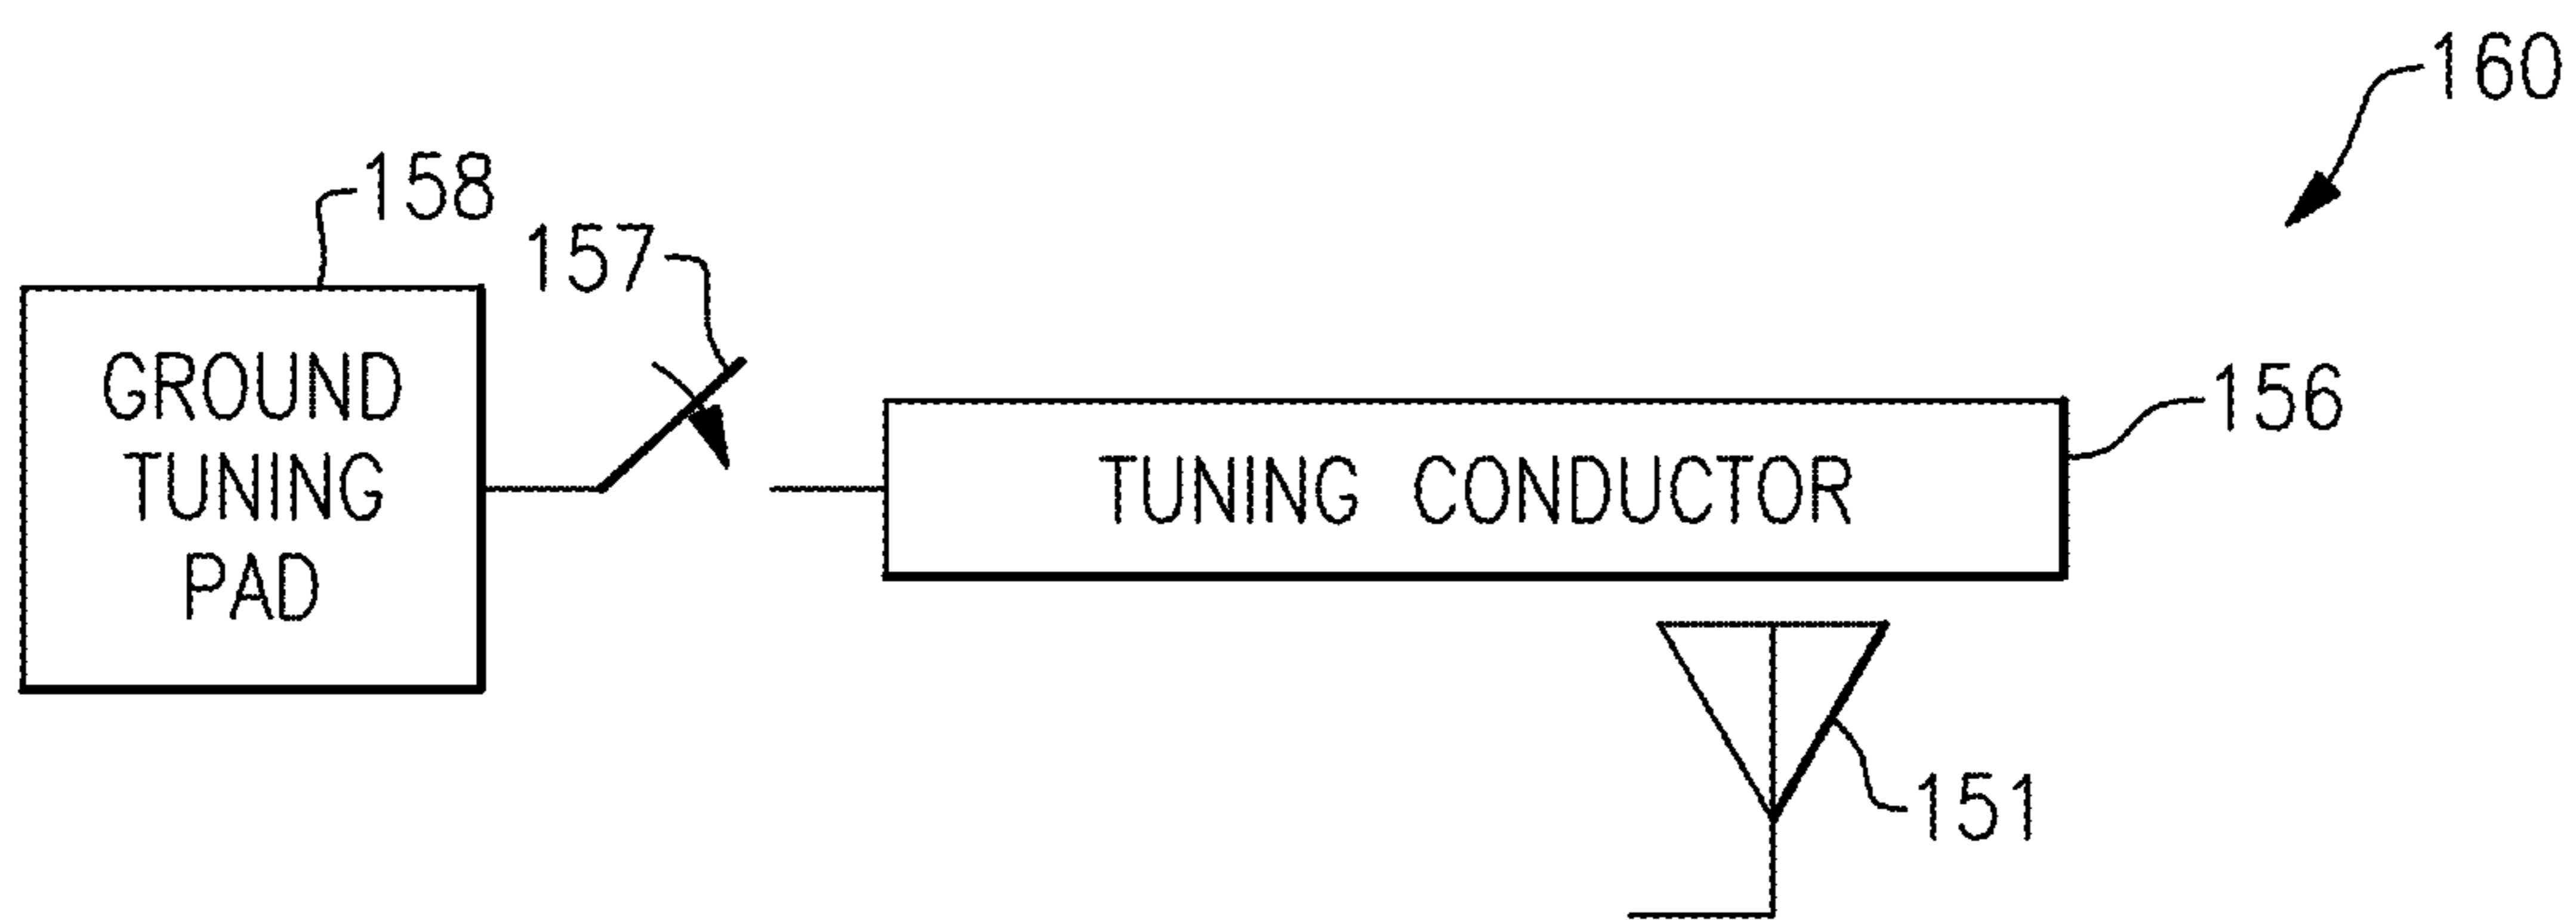 160
158
157
GROUND
TUNING
PAD
156
TUNING CONDUCTOR
151